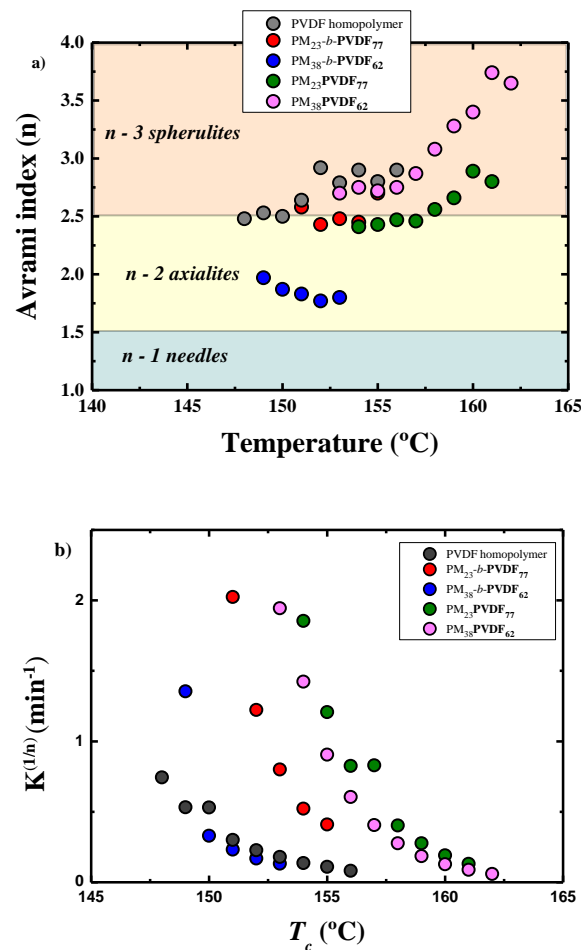 a)
PVDF homopolymer
PM23-b-PVDF77
PM38-b-PVDF62
PM23PVDF77
PM38PVDF62
4.0
3.5
3.0
2.5
2.0
1.5
1.0
Avrami index (n)
n - 3 spherulites
n - 2 axialites
n - 1 needles
140 145 150 155 160 165
Temperature (ºC)
b)
PVDF homopolymer
PM23-b-PVDF77
PM38-b-PVDF62
PM23PVDF77
PM38PVDF62
2
1
0
K(1/n) (min-1)
145 150 155 160 165
Tc (ºC)